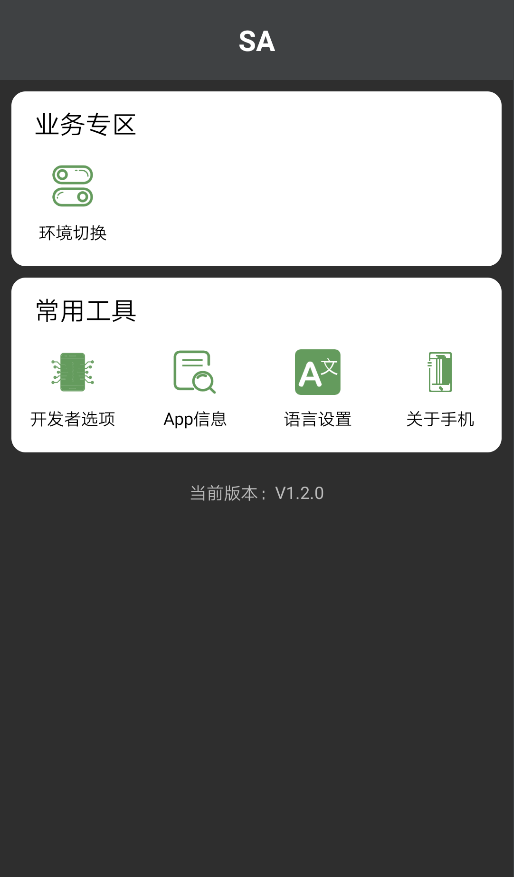 SA
业务专区
环境切换
常用工具
A文
开发者选项
App信息
语言设置
关于手机
当前版本：V1.2.0